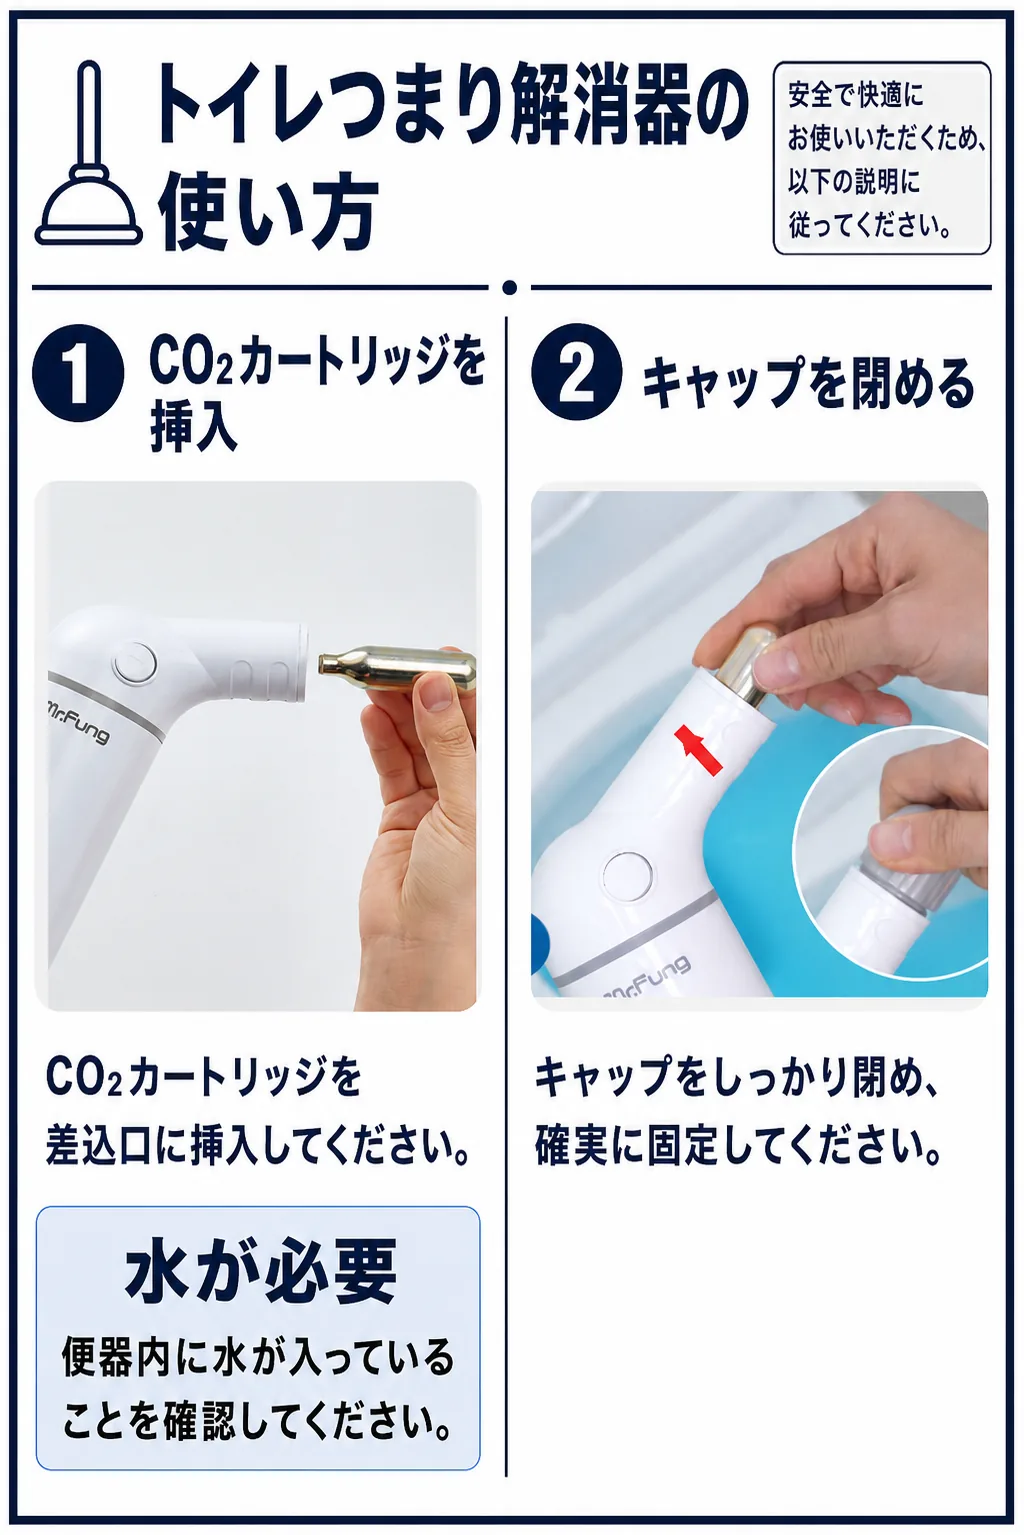 トイレつまり解消器の
使い方
安全で快適に
お使いいただくため、
以下の説明に
従ってください。
1
CO₂カートリッジを
挿入
2
キャップを閉める
Mr.Fung
Mr.Fung
CO₂カートリッジを
差込口に挿入してください。
キャップをしっかり閉め、
確実に固定してください。
水が必要
便器内に水が入っている
ことを確認してください。